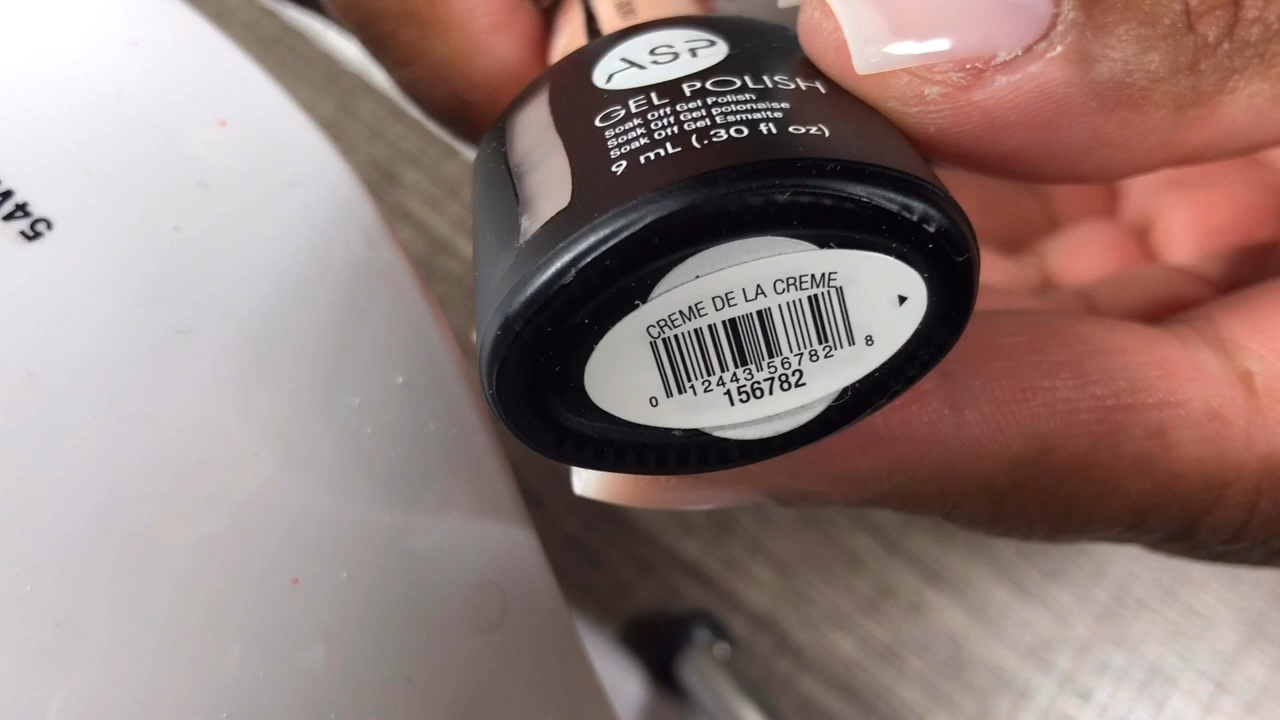 ASP
GEL POLISH
Soak Off Gel Polish
Soak Off Gel polonaise
Soak Off Gel Esmalte
9 mL (.30 fl oz)
CREME DE LA CREME
0 12443 56782 8
156782